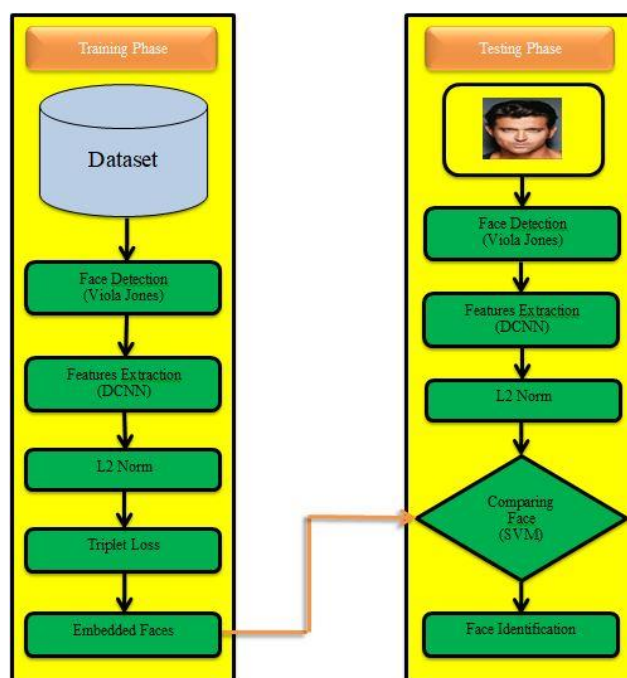 Training Phase
Dataset
Face Detection
(Viola Jones)
Features Extraction
(DCNN)
L2 Norm
Triplet Loss
Embedded Faces
Testing Phase
Face Detection
(Viola Jones)
Features Extraction
(DCNN)
L2 Norm
Comparing
Face
(SVM)
Face Identification